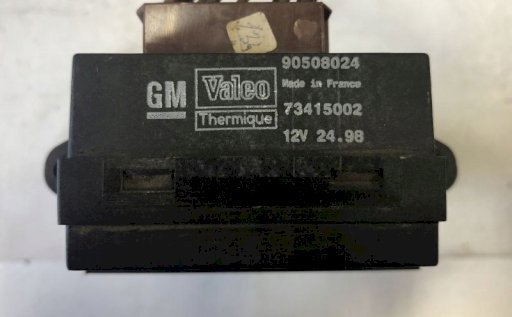 90508024
GM
Valeo
Made in France
73415002
Thermique
12V 24.98